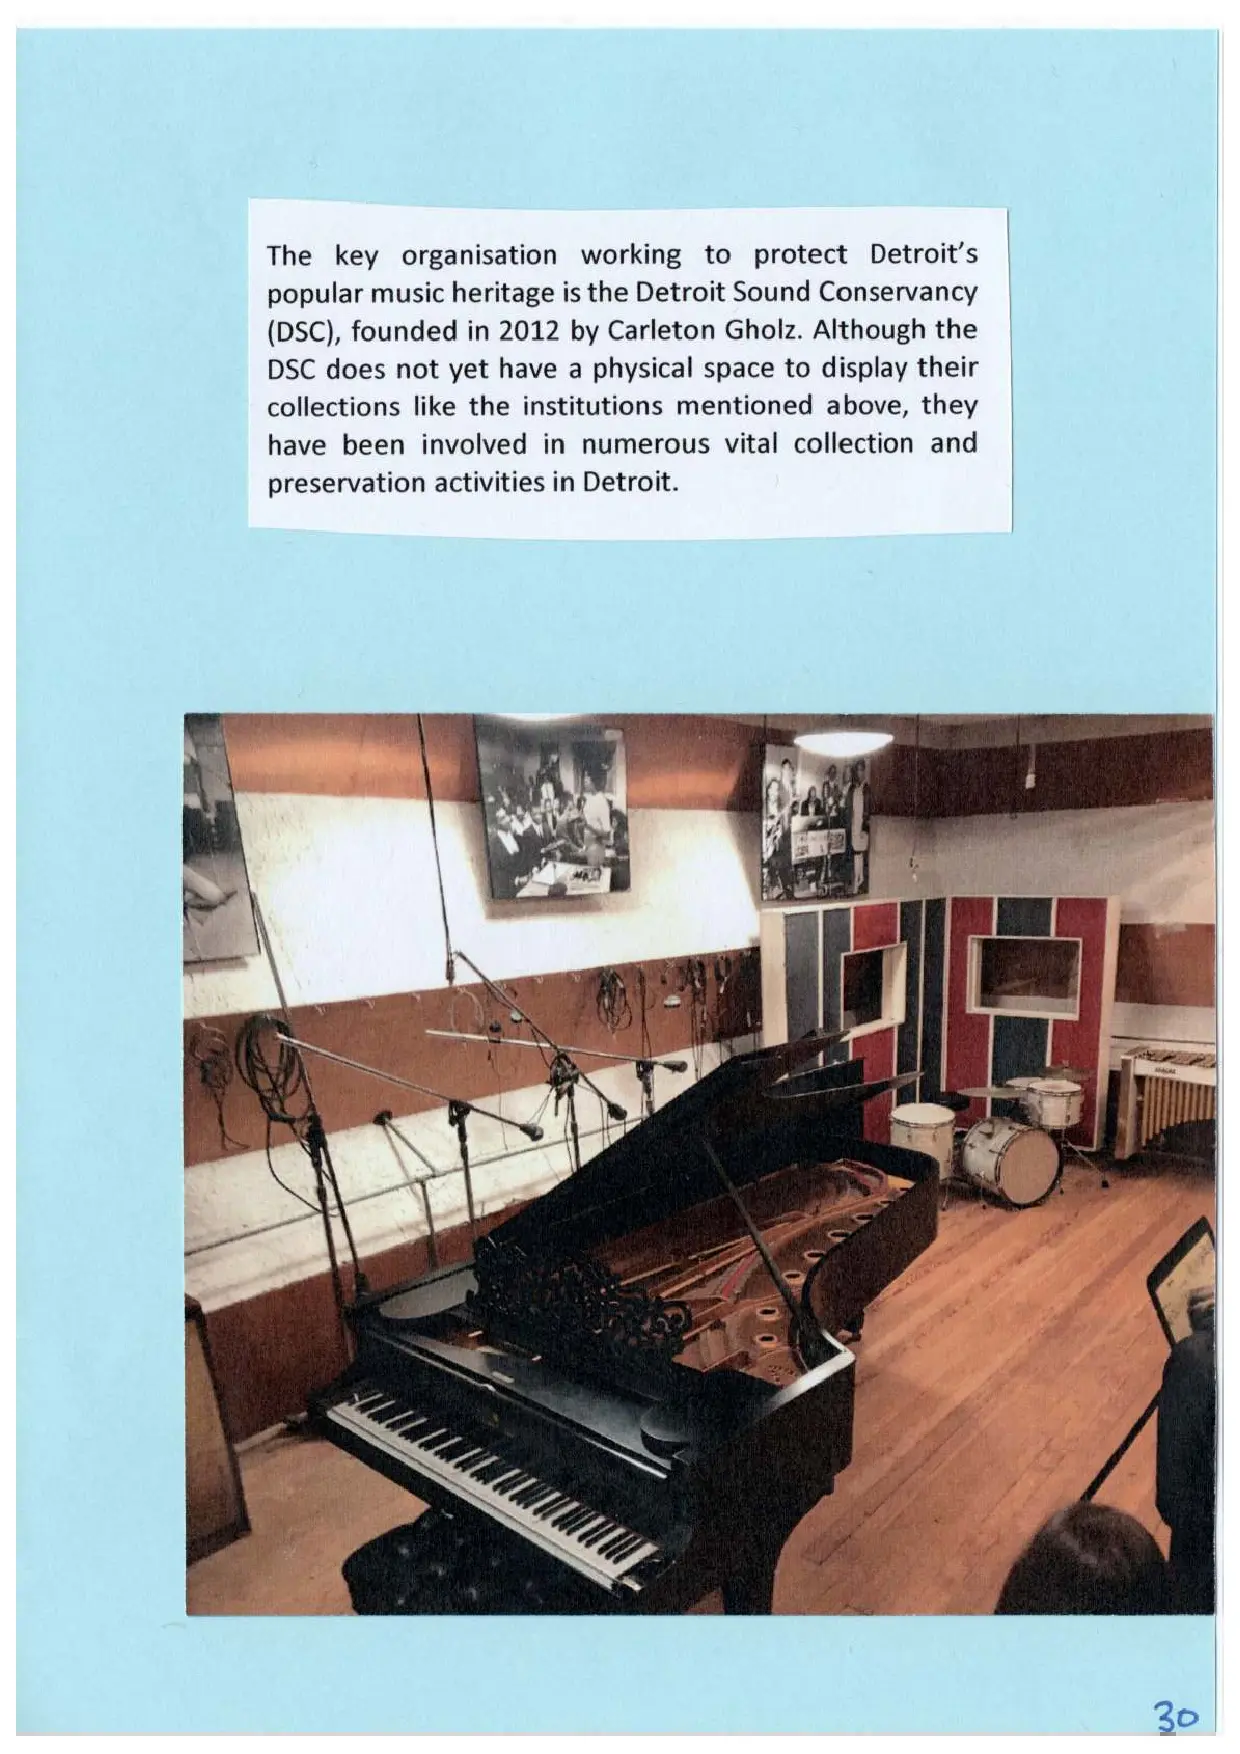 The key organisation working to protect Detroit's
popular music heritage is the Detroit Sound Conservancy
(DSC), founded in 2012 by Carleton Gholz. Although the
DSC does not yet have a physical space to display their
collections like the institutions mentioned above, they
have been involved in numerous vital collection and
preservation activities in Detroit.
30